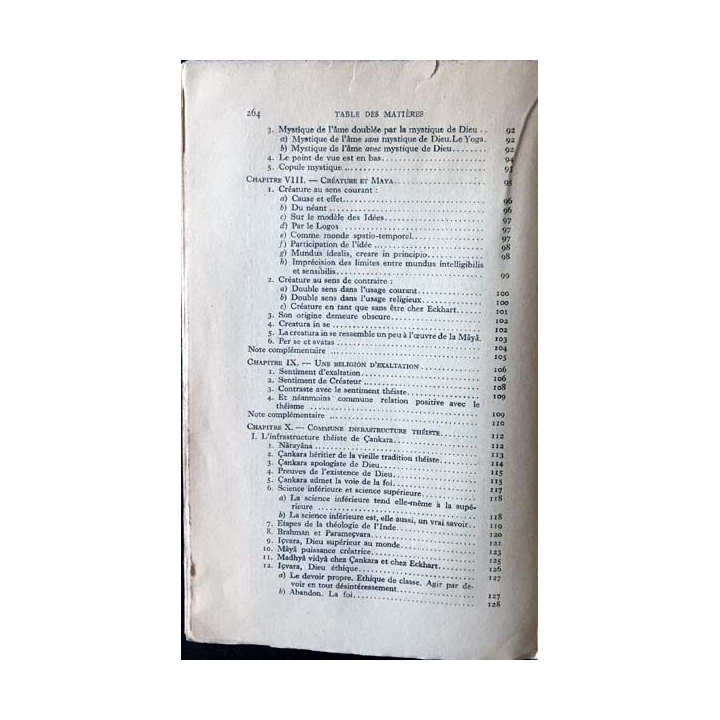 264 TABLE DES MATIÈRES
3. Mystique de l'âme doublée par la mystique de Dieu .. 92
a) Mystique de l'âme sans mystique de Dieu. Le Yoga. 92
b) Mystique de l'âme avec mystique de Dieu........ 92
4. Le point de vue est en bas........ 94
5. Copule mystique ........ 95
CHAPITRE VIII. — CRÉATURE ET MAYA........ 95
1. Créature au sens courant :
a) Cause et effet........ 96
b) Du néant ........ 96
c) Sur le modèle des Idées........ 97
d) Par le Logos ........ 97
e) Comme monde spatio-temporel........ 97
f) Participation de l'idée ........ 98
g) Mundus idealis, creare in principio........ 98
h) Imprécision des limites entre mundus intelligibilis
et sensibilis........ 99
2. Créature au sens de contraire :
a) Double sens dans l'usage courant........ 100
b) Double sens dans l'usage religieux........ 100
c) Créature en tant que sans être chez Eckhart........ 101
3. Son origine demeure obscure........ 102
4. Creatura in se ........ 102
5. La creatura in se ressemble un peu à l'œuvre de la Mâyâ. 103
6. Per se et avatas ........ 104
Note complémentaire ........ 105
CHAPITRE IX. — UNE RELIGION D'EXALTATION........ 106
1. Sentiment d'exaltation........ 106
2. Sentiment de Créateur ........ 108
3. Contraste avec le sentiment théiste........ 109
4. Et néanmoins commune relation positive avec le
théisme ........ 109
Note complémentaire ........ 110
CHAPITRE X. — COMMUNE INFRASTRUCTURE THÉISTE........ 112
I. L'infrastructure théiste de Çankara........ 112
1. Nârayâna ........ 113
2. Çankara héritier de la vieille tradition théiste........ 114
3. Çankara apologiste de Dieu........ 115
4. Preuves de l'existence de Dieu........ 115
5. Çankara admet la voie de la foi........ 117
6. Science inférieure et science supérieure........ 118
a) La science inférieure tend elle-même à la supé-
rieure ........ 118
b) La science inférieure est, elle aussi, un vrai savoir.. 119
7. Etapes de la théologie de l'Inde........ 120
8. Brahman et Parameçvara........ 121
9. Içvara, Dieu supérieur au monde........ 123
10. Mâyâ puissance créatrice........ 125
11. Madhyâ vidyâ chez Çankara et chez Eckhart........ 126
12. Içvara, Dieu éthique........ 127
a) Le devoir propre. Ethique de classe. Agir par de-
voir en tout désintéressement........ 127
b) Abandon. La foi........ 128